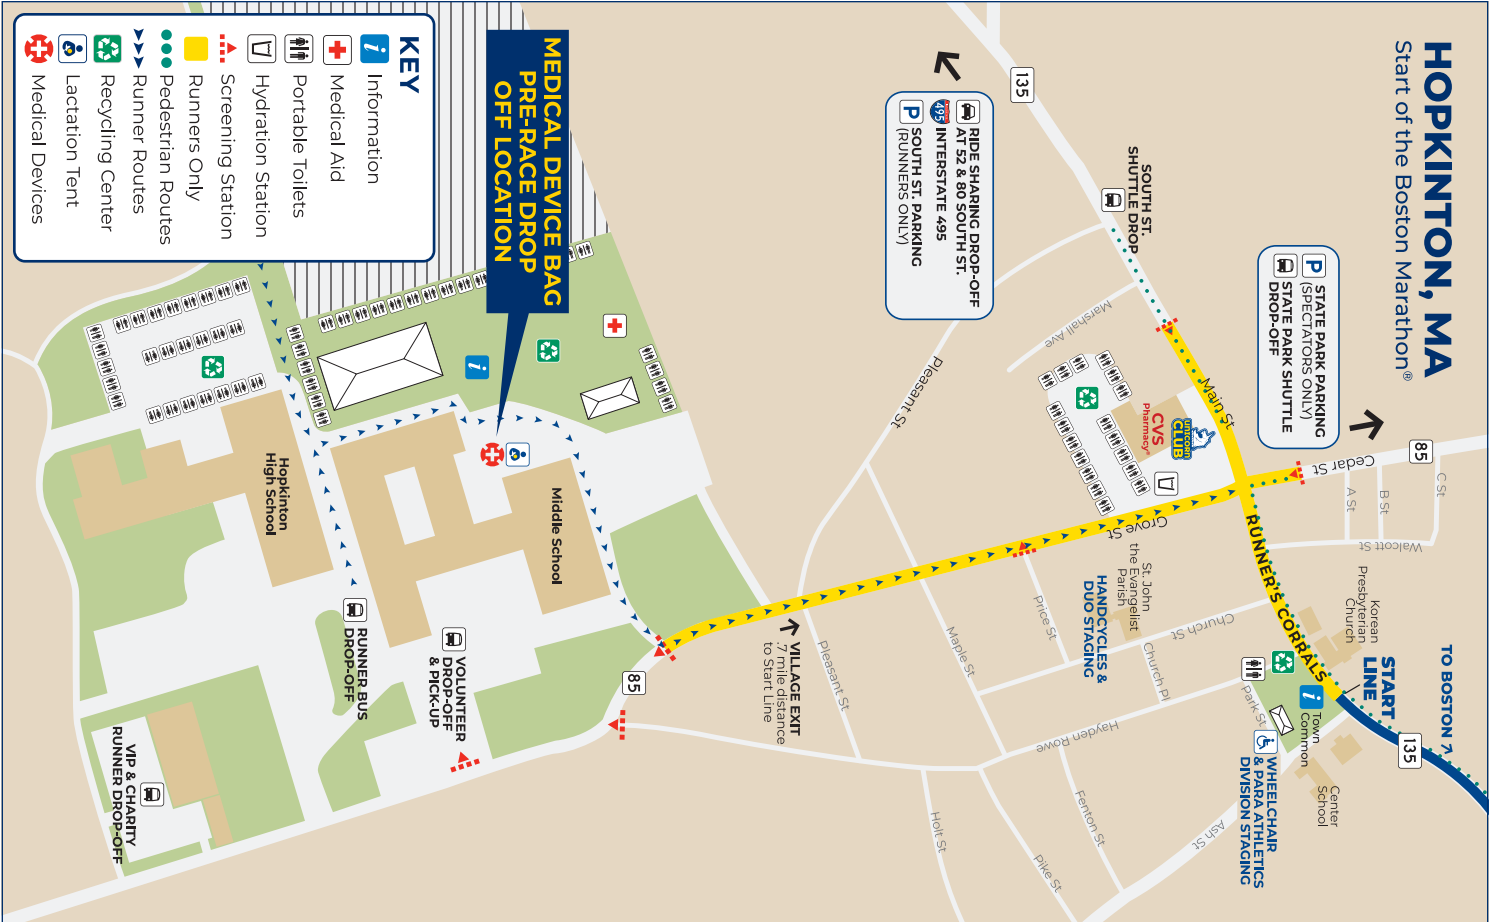 HOPKINTON, MA
Start of the Boston Marathon®
STATE PARK PARKING
(SPECTATORS ONLY)
STATE PARK SHUTTLE
DROP-OFF
P
85
Cedar St
C St
B St
A St
Walcott St
TO BOSTON
135
START
LINE
Korean
Presbyterian
Church
RUNNER'S CORRALS
i
Town
Common
Park St
Center
School
WHEELCHAIR
& PARA ATHLETICS
DIVISION STAGING
Ash St
SOUTH ST.
SHUTTLE DROP
135
Main St
unicorn
CLUB
CVS
Pharmacy®
Marshall Ave
RIDE SHARING DROP-OFF
AT 52 & 80 SOUTH ST.
495
INTERSTATE 495
P
SOUTH ST. PARKING
(RUNNERS ONLY)
Pleasant St
Grove St
St. John
the Evangelist
Parish
HANDCYCLES &
DUO STAGING
Church St
Church Pl
Price St
Maple St
Hayden Rowe
Fenton St
Pike St
Holt St
Pleasant St
VILLAGE EXIT
.7 mile distance
to Start Line
85
MEDICAL DEVICE BAG
PRE-RACE DROP
OFF LOCATION
i
Middle School
Hopkinton
High School
VOLUNTEER
DROP-OFF
& PICK-UP
RUNNER BUS
DROP-OFF
VIP & CHARITY
RUNNER DROP-OFF
KEY
i
Information
Medical Aid
Portable Toilets
Hydration Station
Screening Station
Runners Only
Pedestrian Routes
Runner Routes
Recycling Center
Lactation Tent
Medical Devices